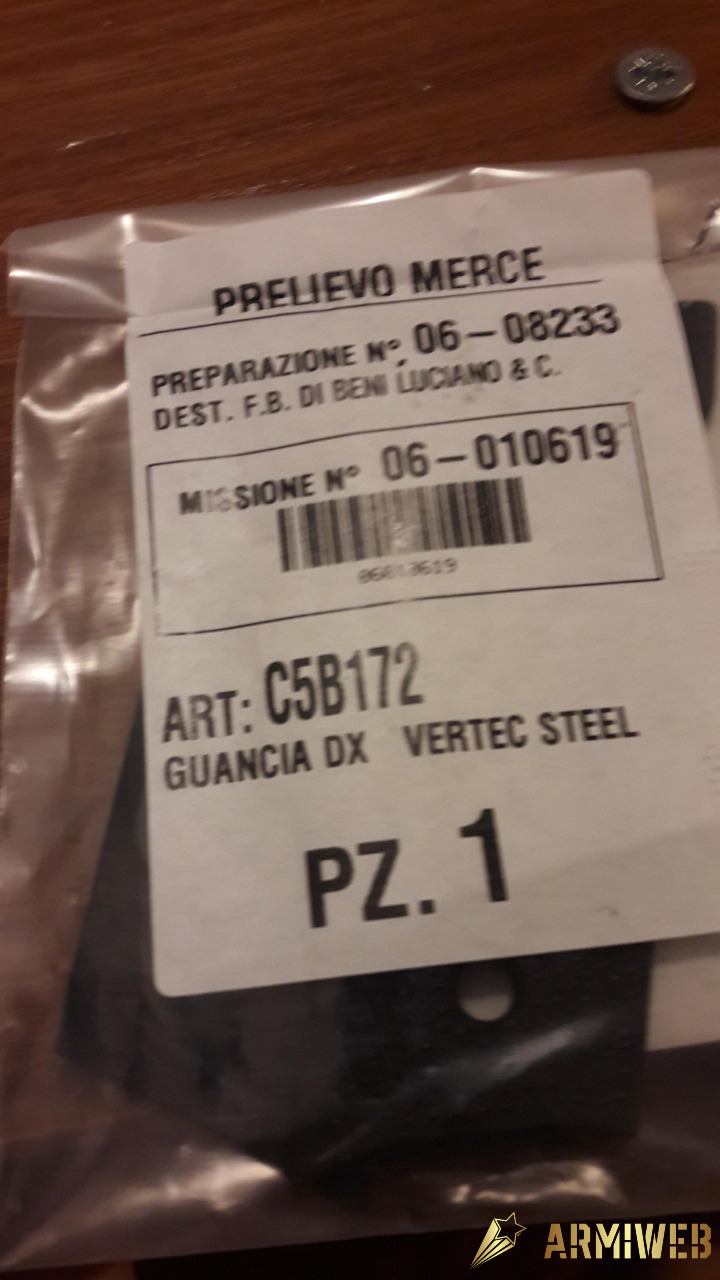 PRELIEVO MERCE
PREPARAZIONE N°. 06-08233
DEST. F.B. DI BENI LUCIANO & C.
MISSIONE N° 06-010619
ART: C5B172
GUANCIA DX VERTEC STEEL
PZ. 1
ARMIWEB